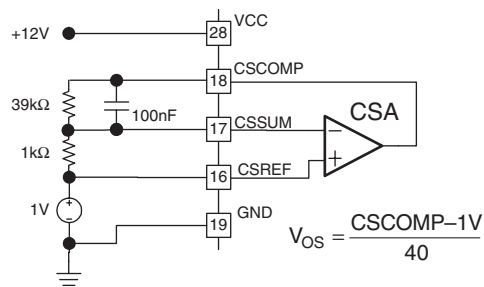 VCC
+12V
28
CSCOMP
18
39kΩ
100nF
CSA
17
CSSUM
1kΩ
CSREF
16
1V
GND
19
V_OS = CSCOMP–1V
40